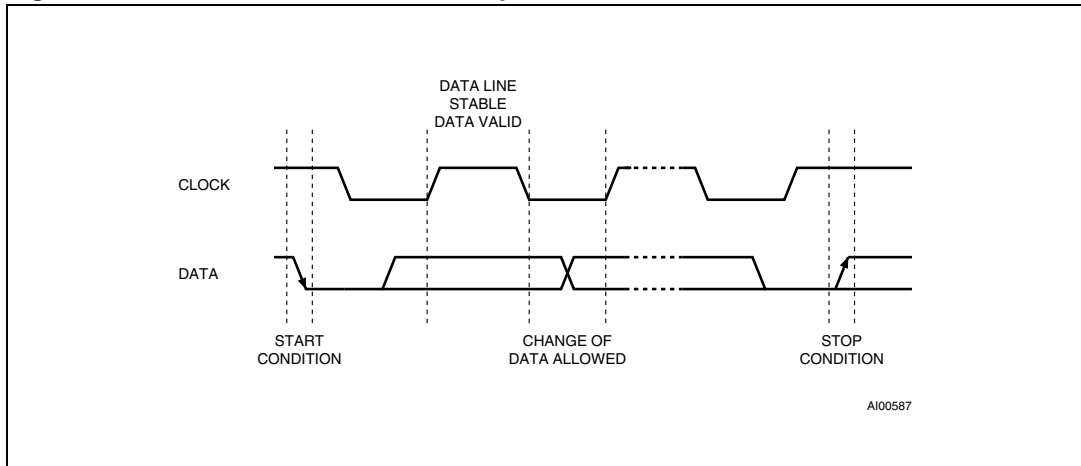 DATA LINE
STABLE
DATA VALID
CLOCK
DATA
START
CONDITION
CHANGE OF
DATA ALLOWED
STOP
CONDITION
AI00587